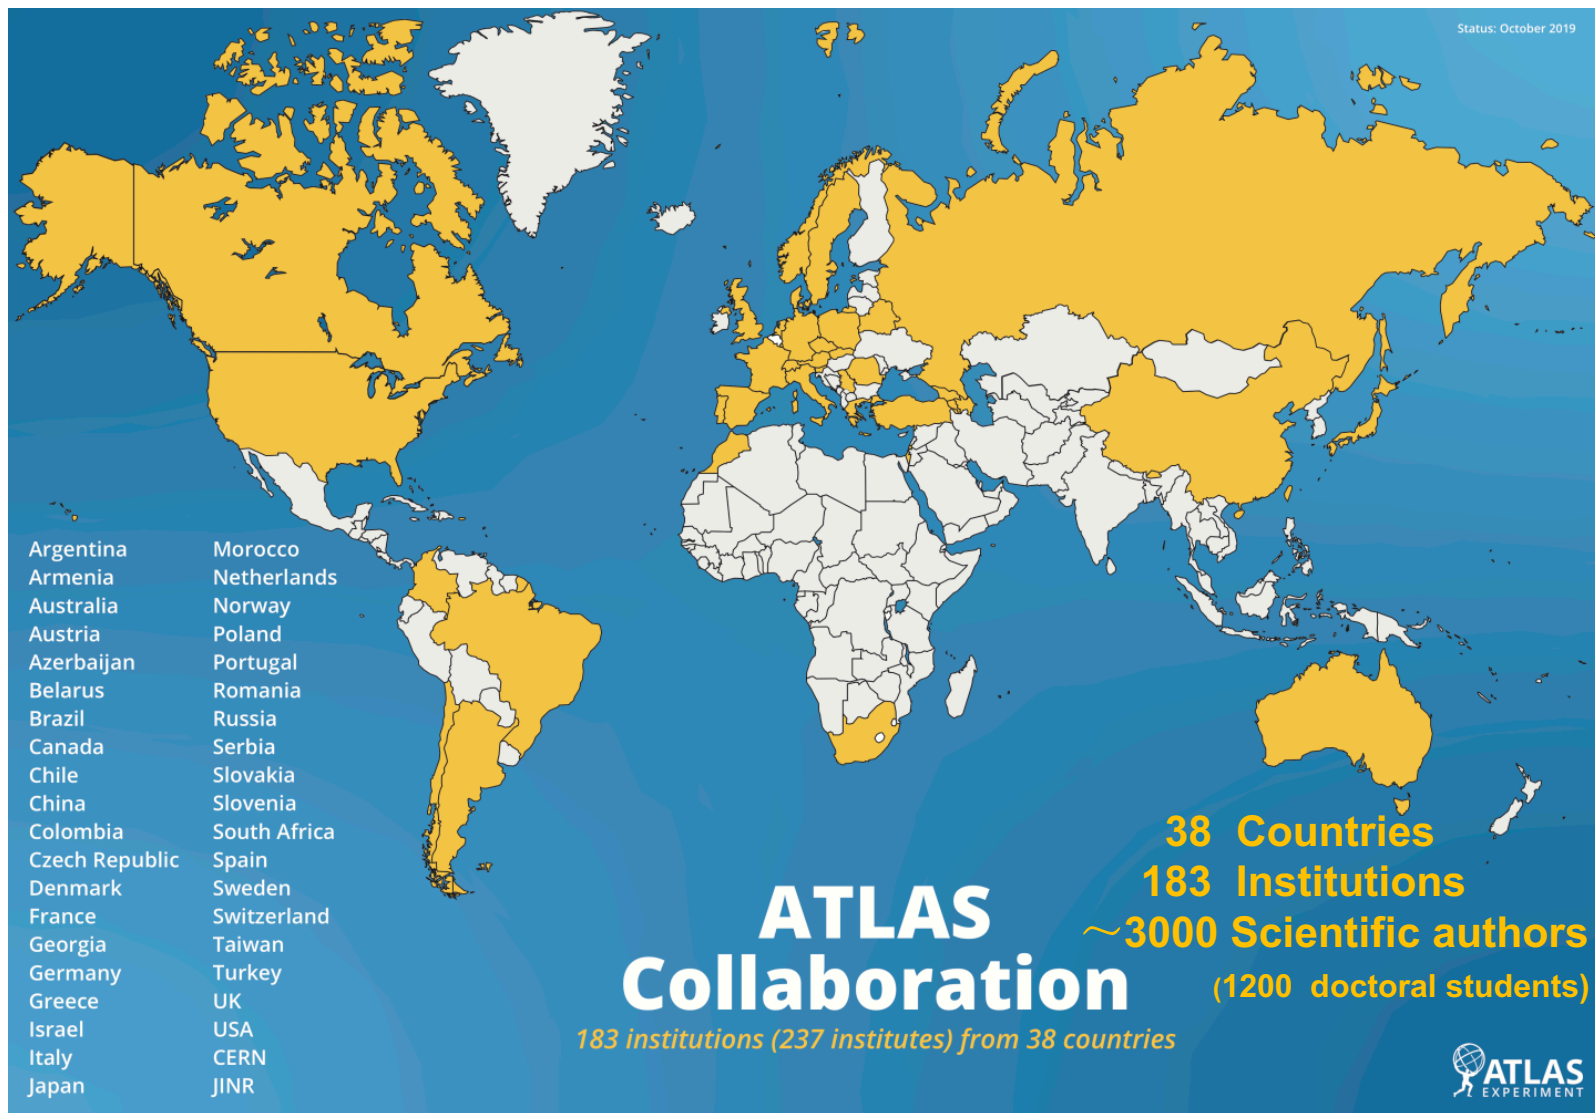 Status: October 2019
Argentina
Armenia
Australia
Austria
Azerbaijan
Belarus
Brazil
Canada
Chile
China
Colombia
Czech Republic
Denmark
France
Georgia
Germany
Greece
Israel
Italy
Japan
Morocco
Netherlands
Norway
Poland
Portugal
Romania
Russia
Serbia
Slovakia
Slovenia
South Africa
Spain
Sweden
Switzerland
Taiwan
Turkey
UK
USA
CERN
JINR
ATLAS
Collaboration
183 institutions (237 institutes) from 38 countries
38 Countries
183 Institutions
~3000 Scientific authors
(1200 doctoral students)
ATLAS
EXPERIMENT